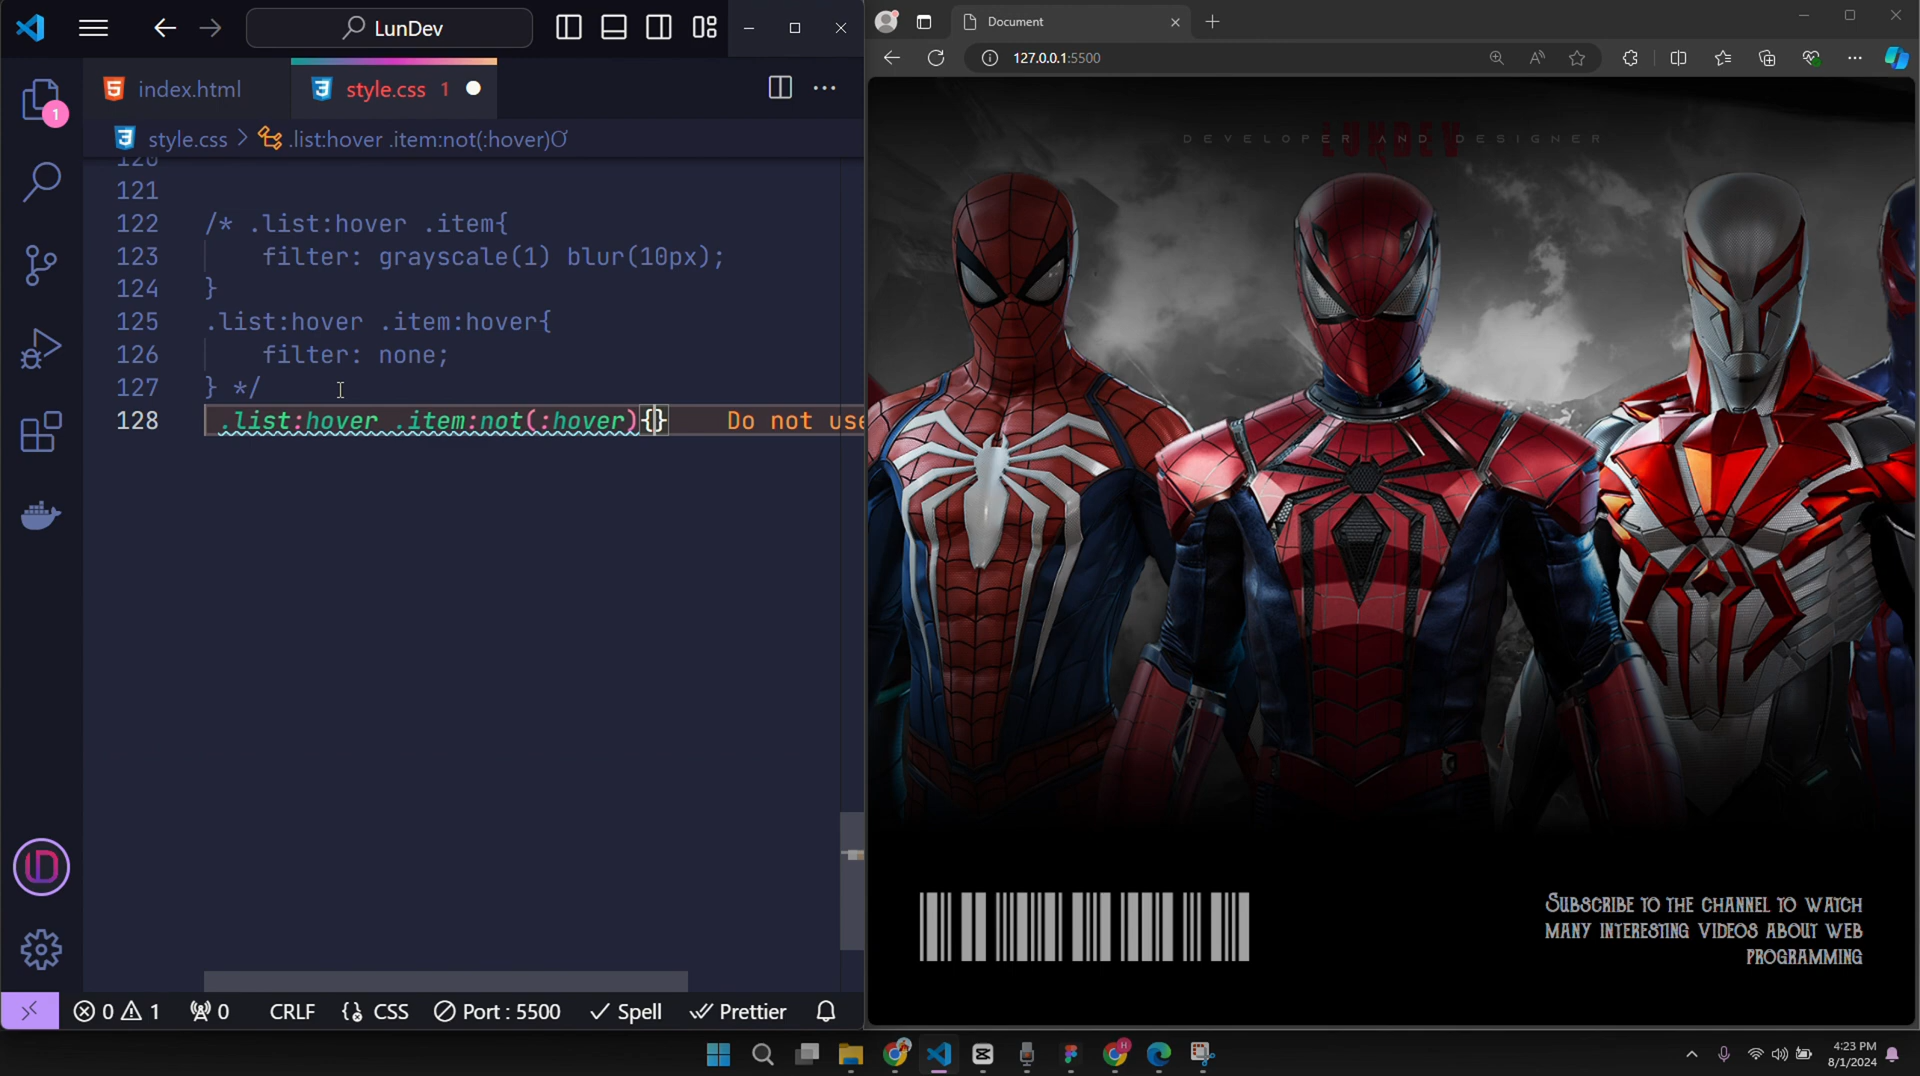 LunDev
index.html
style.css 1
style.css > .list:hover .item:not(:hover)
120
121
122 /* .list:hover .item{
123 filter: grayscale(1) blur(10px);
124 }
125 .list:hover .item:hover{
126 filter: none;
127 } */
128 .list:hover .item:not(:hover){} Do not use
1
0 1 0 CRLF CSS Port : 5500 Spell Prettier
Document
127.0.0.1:5500
LUNDEV
DEVELOPER AND DESIGNER
SUBSCRIBE TO THE CHANNEL TO WATCH
MANY INTERESTING VIDEOS ABOUT WEB
PROGRAMMING
4:23 PM
8/1/2024